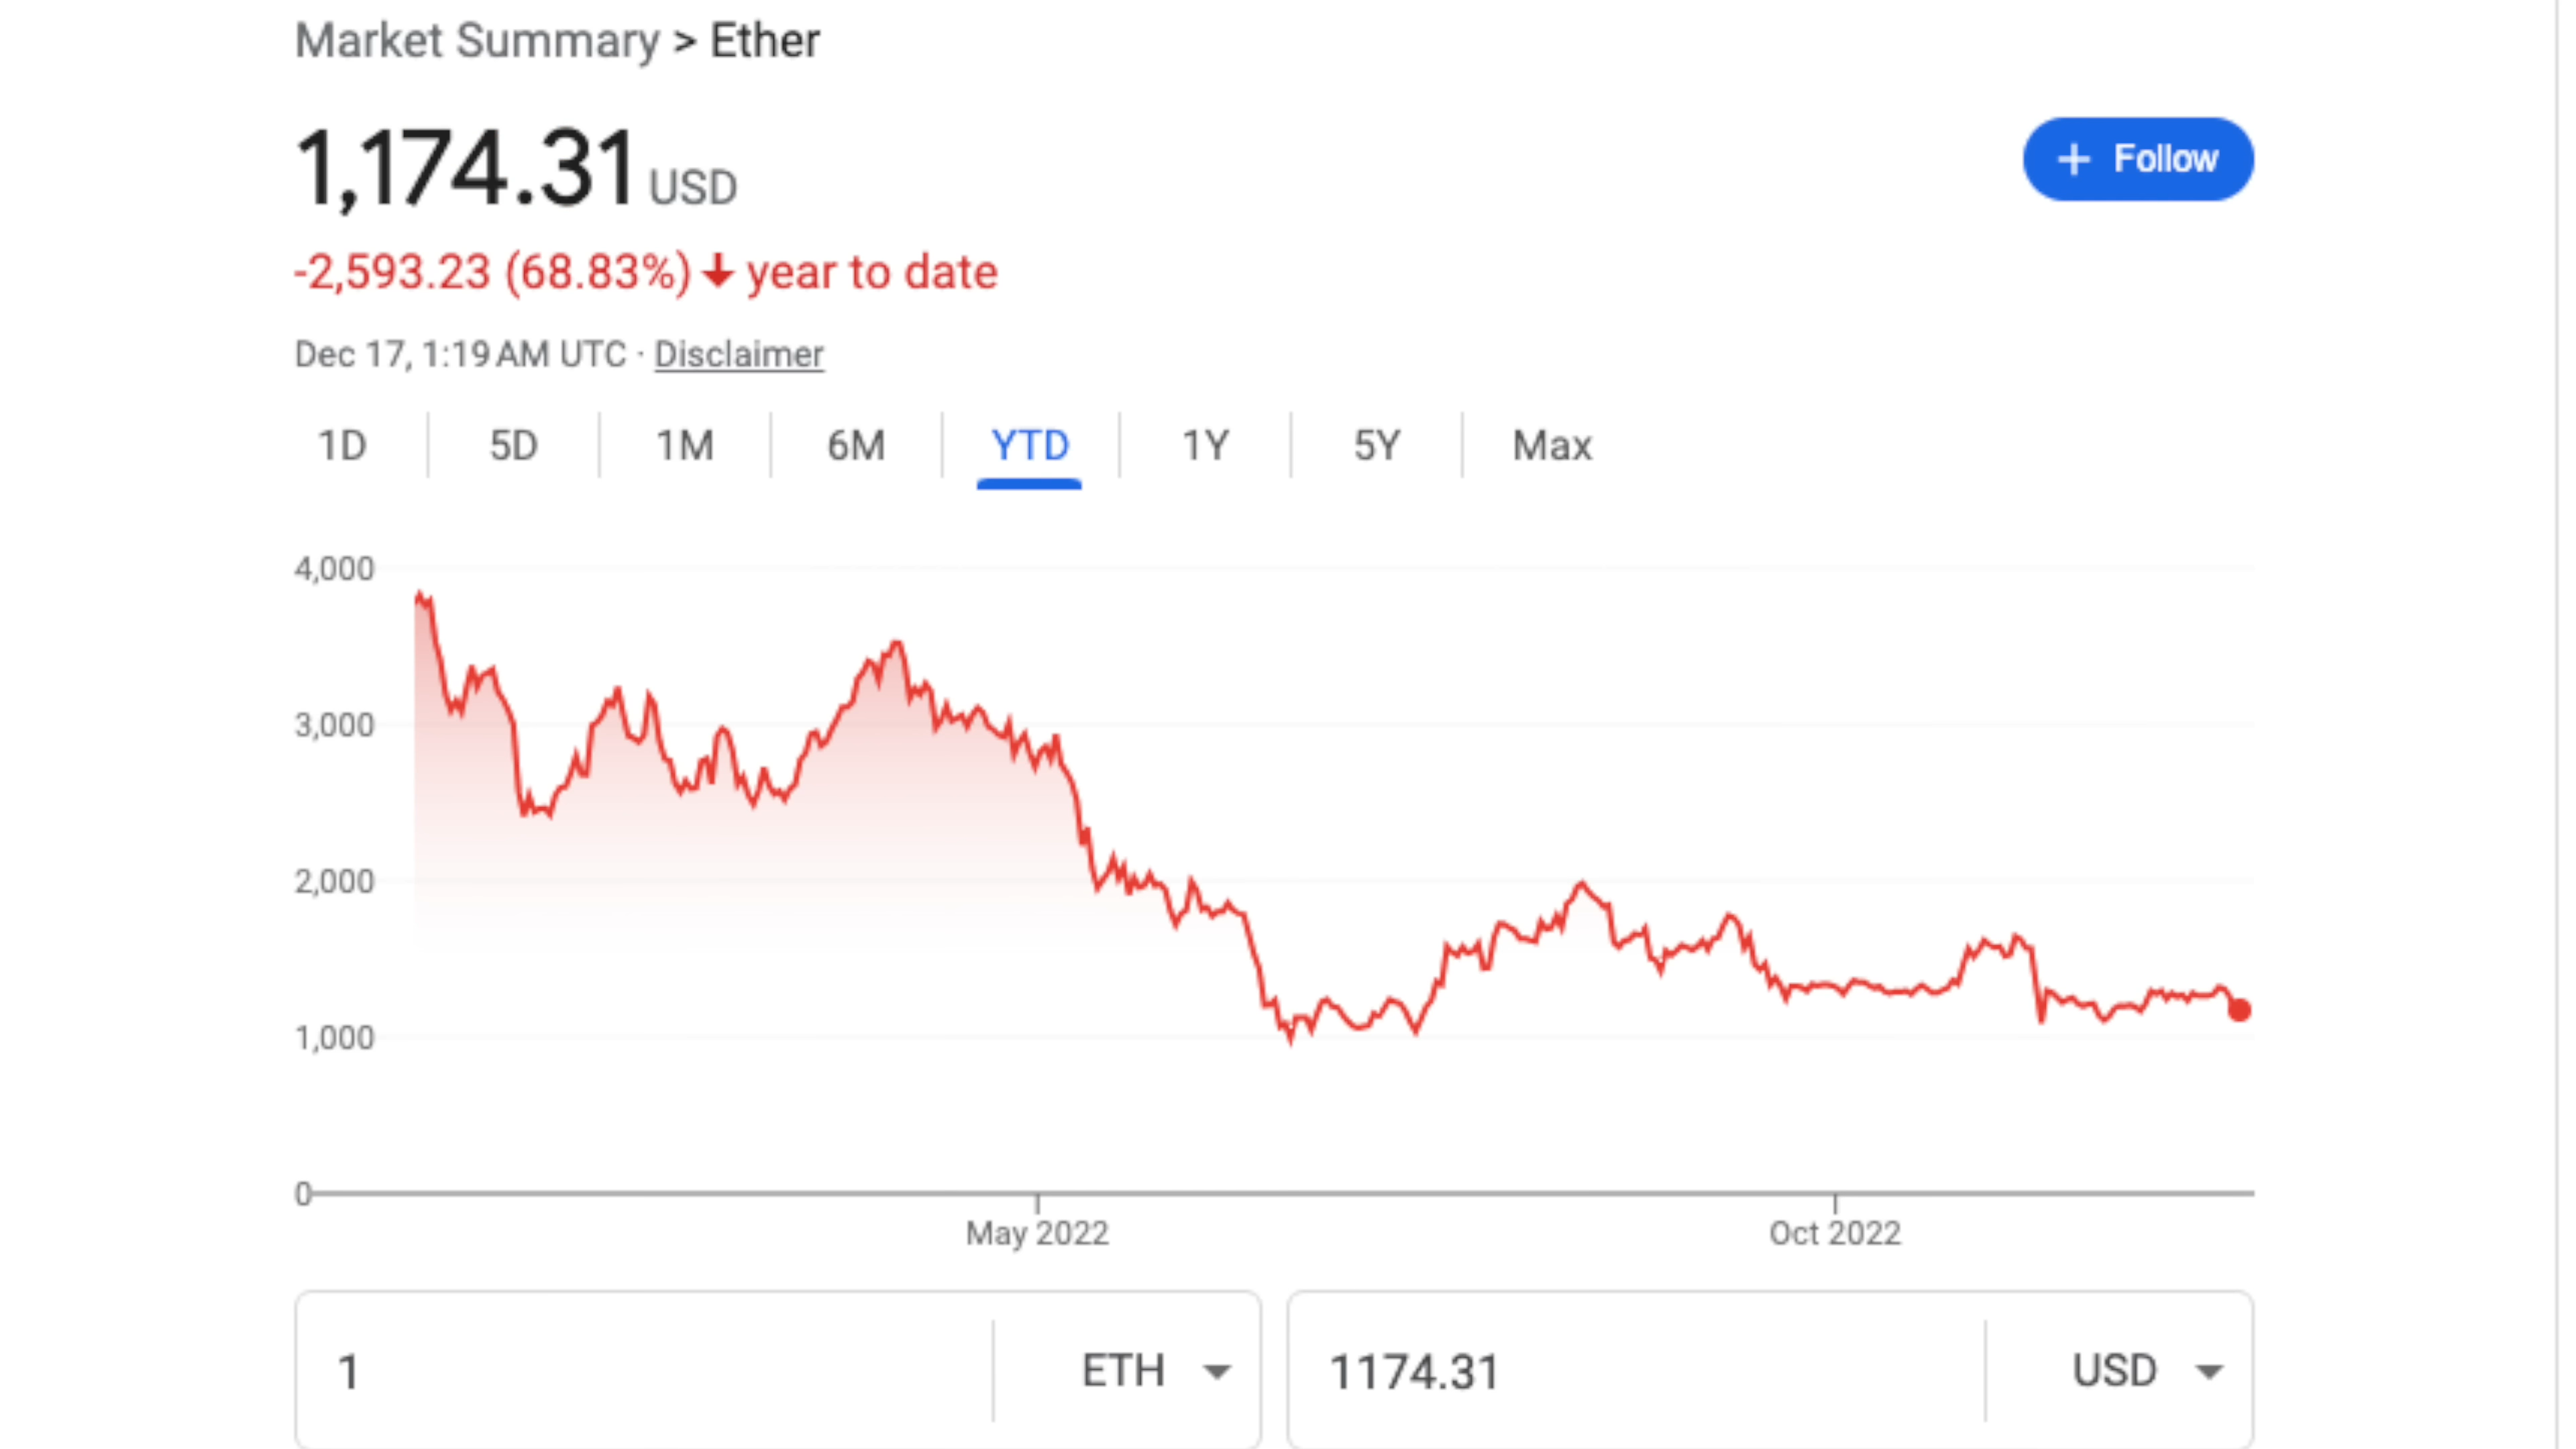 Market Summary > Ether
1,174.31 USD
+ Follow
-2,593.23 (68.83%) ↓ year to date
Dec 17, 1:19 AM UTC · Disclaimer
1D 5D 1M 6M YTD 1Y 5Y Max
4,000
3,000
2,000
1,000
0
May 2022 Oct 2022
1 ETH 1174.31 USD